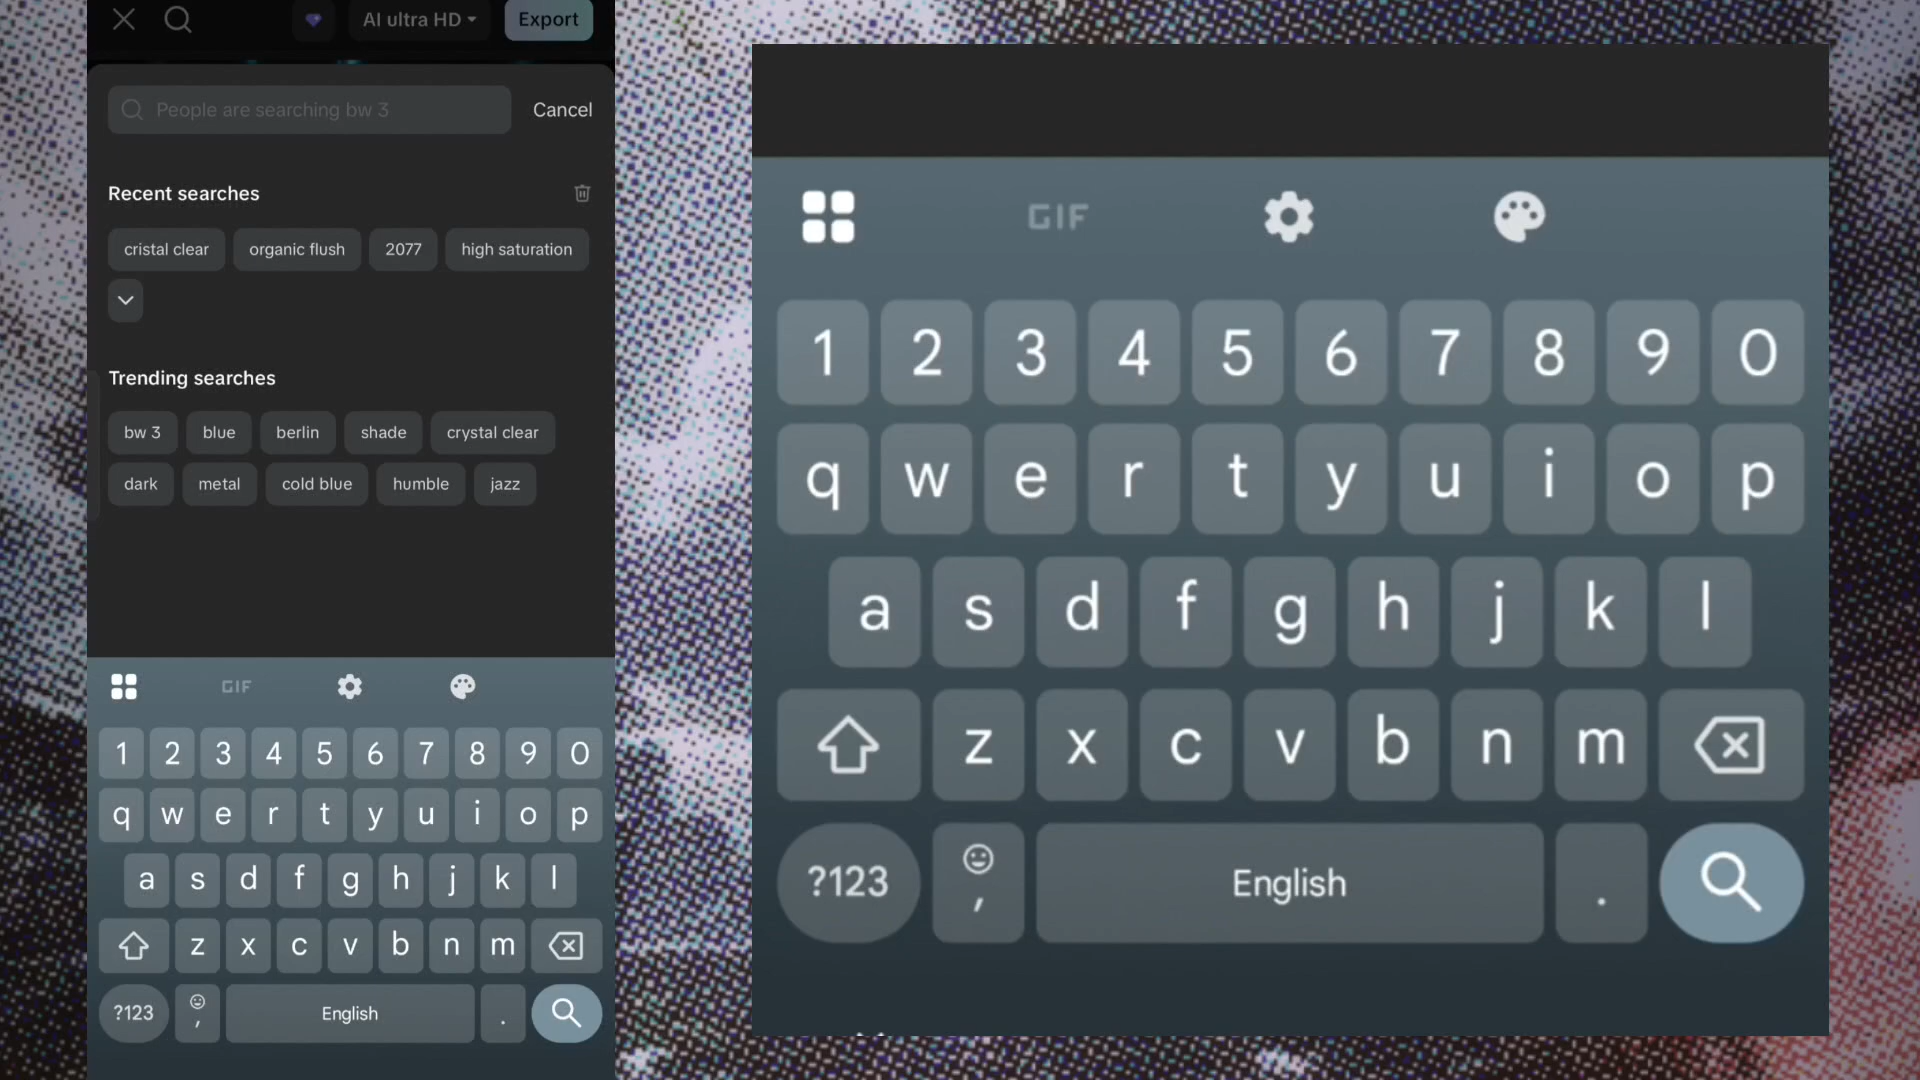 AI ultra HD Export
People are searching bw 3 Cancel
Recent searches
cristal clear organic flush 2077 high saturation
Trending searches
bw 3 blue berlin shade crystal clear
dark metal cold blue humble jazz
GIF
1 2 3 4 5 6 7 8 9 0
q w e r t y u i o p
a s d f g h j k l
z x c v b n m
?123 , English .
GIF
1 2 3 4 5 6 7 8 9 0
q w e r t y u i o p
a s d f g h j k l
z x c v b n m
?123 , English .